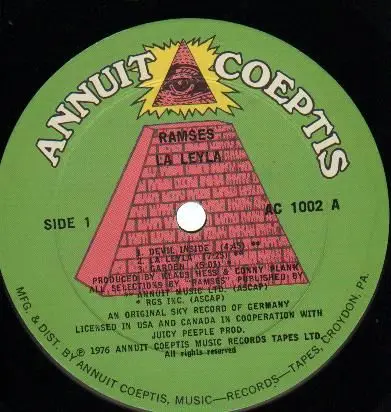 ANNUIT COEPTIS
RAMSES
LA LEYLA
SIDE 1
AC 1002 A
1. DEVIL INSIDE (4:45) **
2. LA LEYLA (7:25) **
3. GARDEN (5:03) *
PRODUCED BY KLAUS HESS & CONNY PLANK
ALL SELECTIONS BY "RAMSES" PUBLISHED BY
ANNUIT MUSIC LTD. (ASCAP)
* RGS INC. (ASCAP)
AN ORIGINAL SKY RECORD OF GERMANY
LICENSED IN USA AND CANADA IN COOPERATION WITH
JUICY PEEPLE PROD.
℗ 1976 ANNUIT COEPTIS MUSIC RECORDS TAPES LTD.
All rights reserved
MFG. & DIST. BY ANNUIT COEPTIS, MUSIC—RECORDS—TAPES, CROYDON, PA.